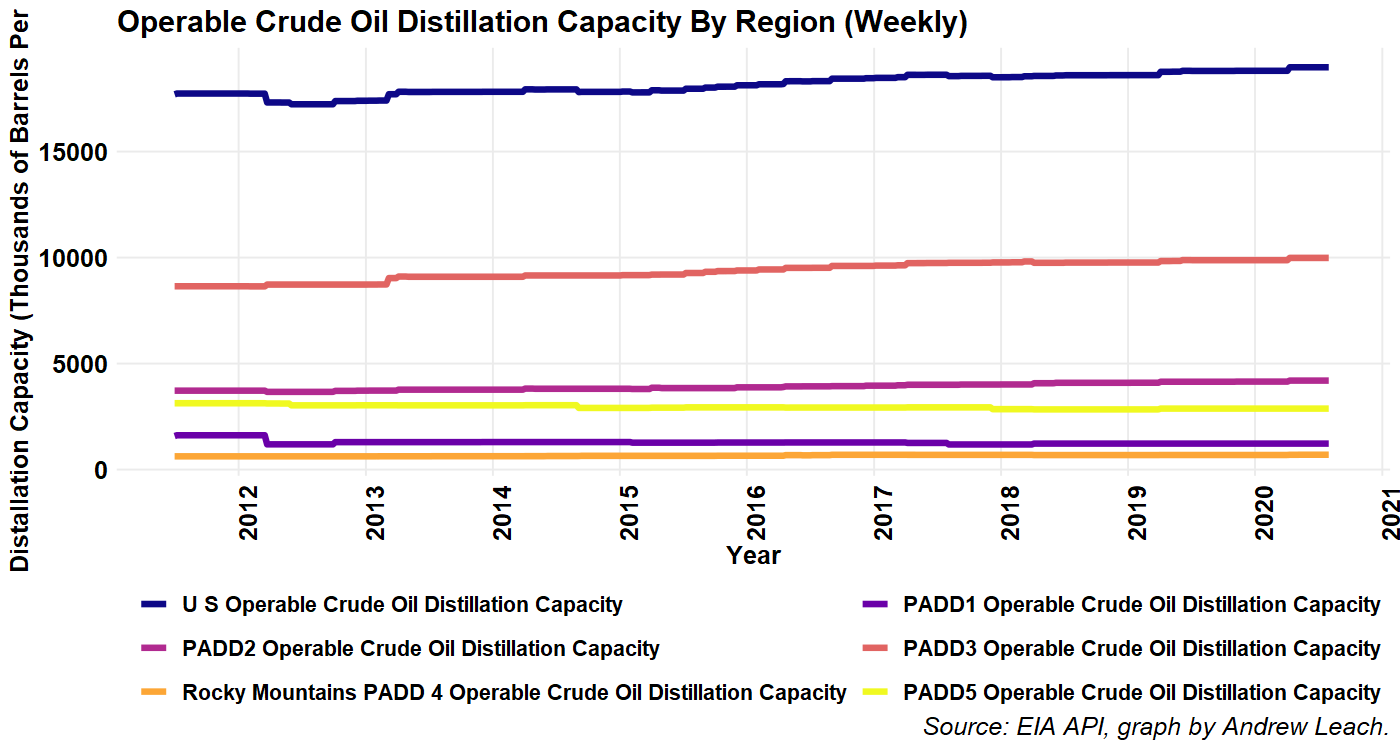 Operable Crude Oil Distillation Capacity By Region (Weekly)
Distallation Capacity (Thousands of Barrels Per
15000
10000
5000
0
2012
2013
2014
2015
2016
2017
2018
2019
2020
2021
Year
U S Operable Crude Oil Distillation Capacity
PADD1 Operable Crude Oil Distillation Capacity
PADD2 Operable Crude Oil Distillation Capacity
PADD3 Operable Crude Oil Distillation Capacity
Rocky Mountains PADD 4 Operable Crude Oil Distillation Capacity
PADD5 Operable Crude Oil Distillation Capacity
Source: EIA API, graph by Andrew Leach.